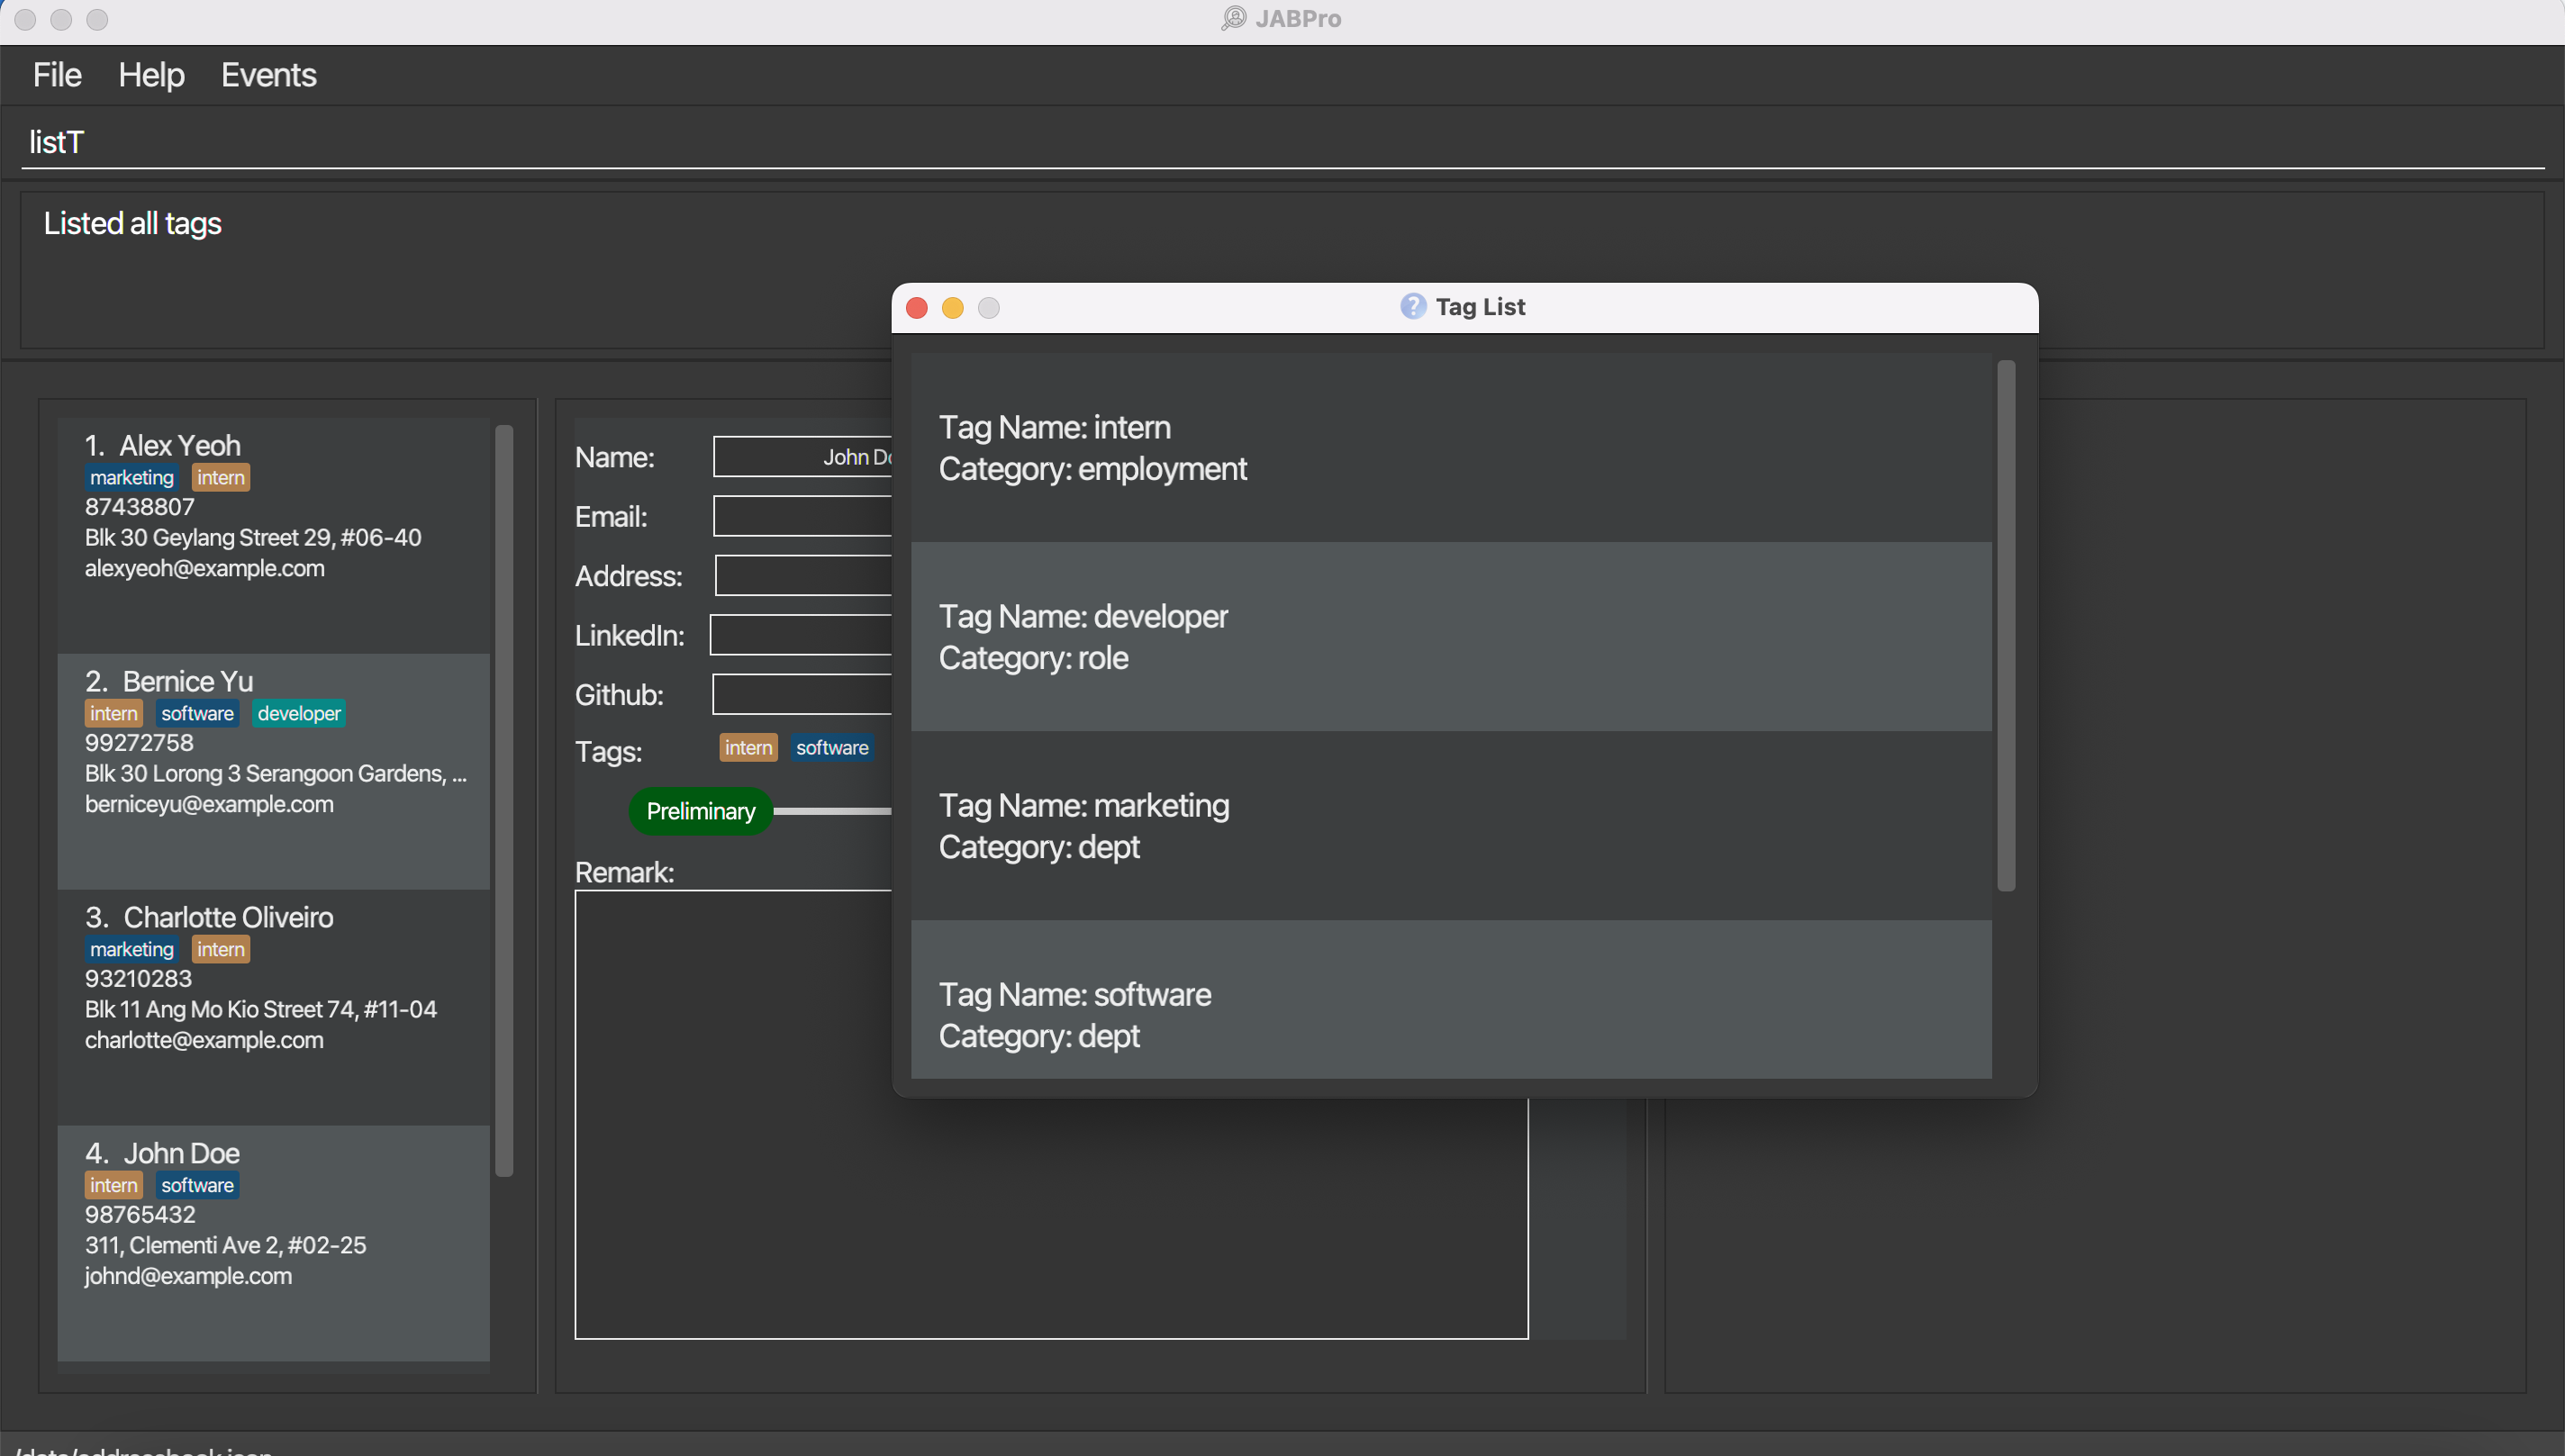 JABPro
File Help Events
listT
Listed all tags
1. Alex Yeoh
marketing intern
87438807
Blk 30 Geylang Street 29, #06-40
alexyeoh@example.com
2. Bernice Yu
intern software developer
99272758
Blk 30 Lorong 3 Serangoon Gardens, ...
berniceyu@example.com
3. Charlotte Oliveiro
marketing intern
93210283
Blk 11 Ang Mo Kio Street 74, #11-04
charlotte@example.com
4. John Doe
intern software
98765432
311, Clementi Ave 2, #02-25
johnd@example.com
Name: John
Email:
Address:
LinkedIn:
Github:
Tags: intern software
Preliminary
Remark:
Tag List
Tag Name: intern
Category: employment
Tag Name: developer
Category: role
Tag Name: marketing
Category: dept
Tag Name: software
Category: dept